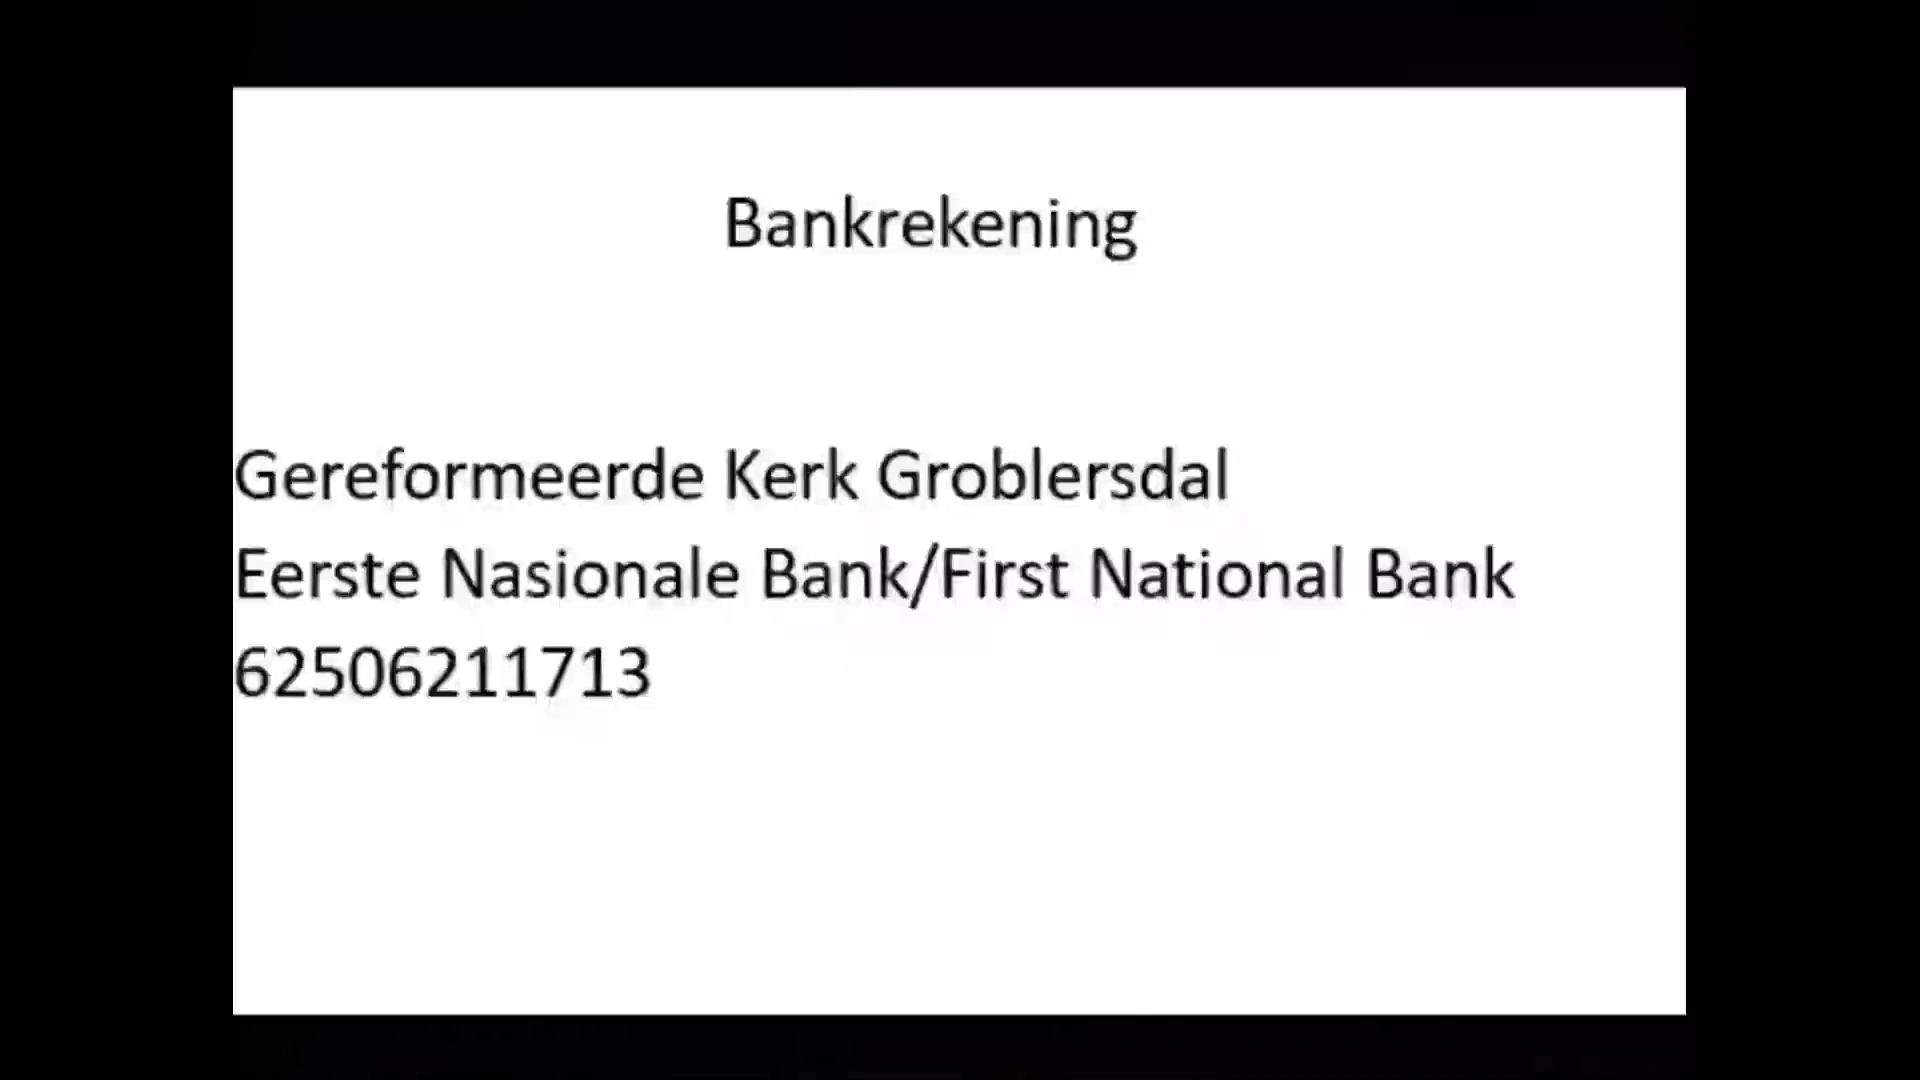 Bankrekening
Gereformeerde Kerk Groblersdal
Eerste Nasionale Bank/First National Bank
62506211713